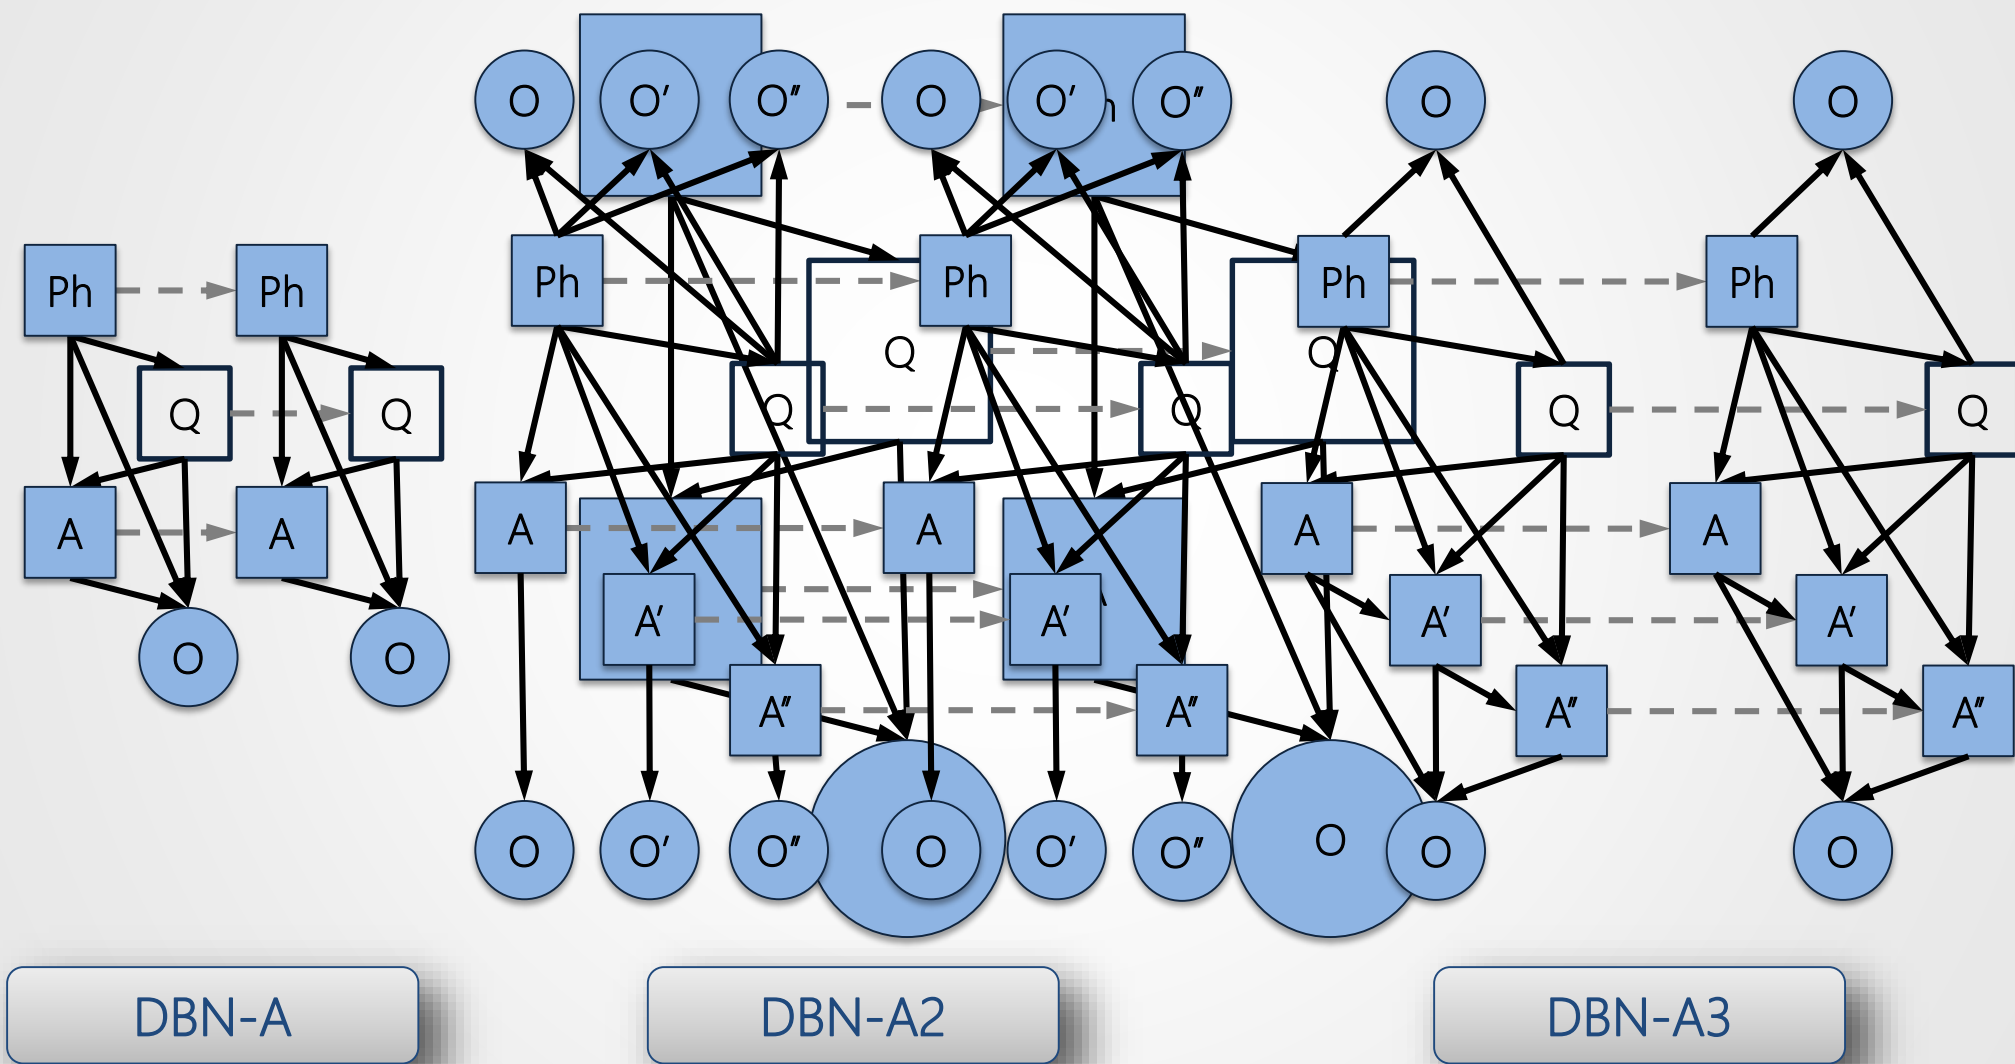 O O′ O″ O O′ h O″ O O
Ph Ph Ph Ph Ph Ph
Q Q
Q Q Q Q Q Q
A A A A A A
A′ A′ A′ A′
O O
A″ A″ A″ A″
O O′ O″ O O′ O″ O O O
DBN-A DBN-A2 DBN-A3